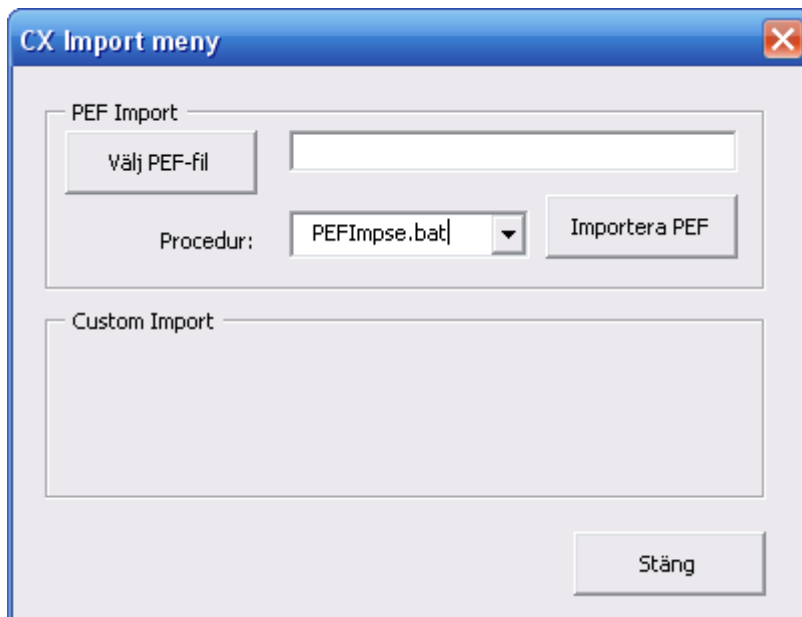 CX Import meny
PEF Import
Välj PEF-fil
Procedur:
PEFImpse.bat
Importera PEF
Custom Import
Stäng